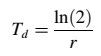 T_d = ln(2) / r